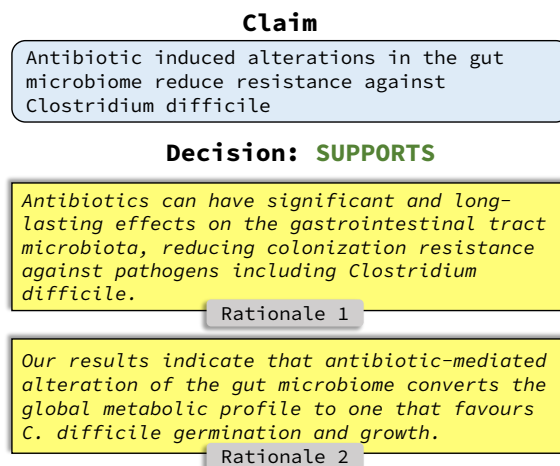 Claim
Antibiotic induced alterations in the gut
microbiome reduce resistance against
Clostridium difficile
Decision: SUPPORTS
Antibiotics can have significant and long-
lasting effects on the gastrointestinal tract
microbiota, reducing colonization resistance
against pathogens including Clostridium
difficile.
Rationale 1
Our results indicate that antibiotic-mediated
alteration of the gut microbiome converts the
global metabolic profile to one that favours
C. difficile germination and growth.
Rationale 2